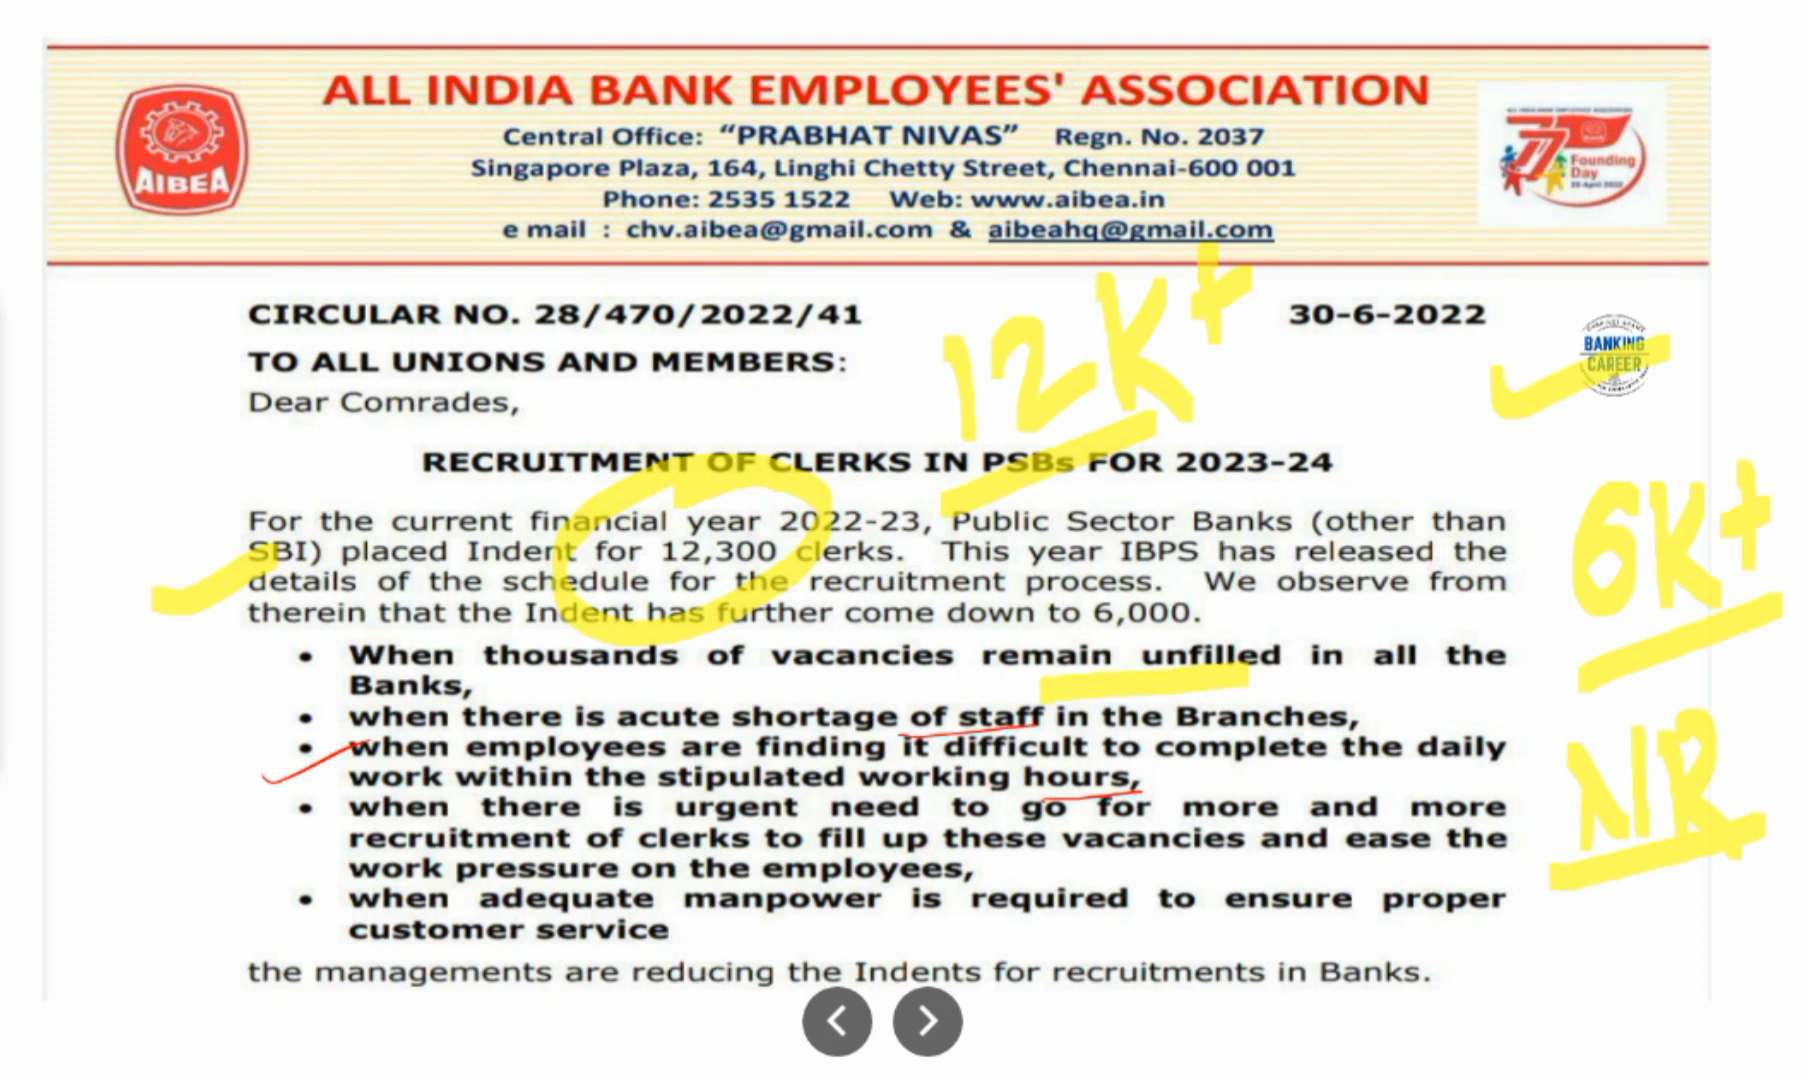 ALL INDIA BANK EMPLOYEES' ASSOCIATION
Central Office: “PRABHAT NIVAS” Regn. No. 2037
Singapore Plaza, 164, Linghi Chetty Street, Chennai-600 001
Phone: 2535 1522 Web: www.aibea.in
e mail : chv.aibea@gmail.com & aibeahq@gmail.com
AIBEA
77
Founding
Day
CIRCULAR NO. 28/470/2022/41 30-6-2022
12K+
BANKING
CAREER
TO ALL UNIONS AND MEMBERS:
Dear Comrades,
RECRUITMENT OF CLERKS IN PSBs FOR 2023-24
For the current financial year 2022-23, Public Sector Banks (other than
SBI) placed Indent for 12,300 clerks. This year IBPS has released the
details of the schedule for the recruitment process. We observe from
therein that the Indent has further come down to 6,000.
6K+
• When thousands of vacancies remain unfilled in all the
Banks,
• when there is acute shortage of staff in the Branches,
• when employees are finding it difficult to complete the daily
work within the stipulated working hours,
NR
• when there is urgent need to go for more and more
recruitment of clerks to fill up these vacancies and ease the
work pressure on the employees,
• when adequate manpower is required to ensure proper
customer service
the managements are reducing the Indents for recruitments in Banks.